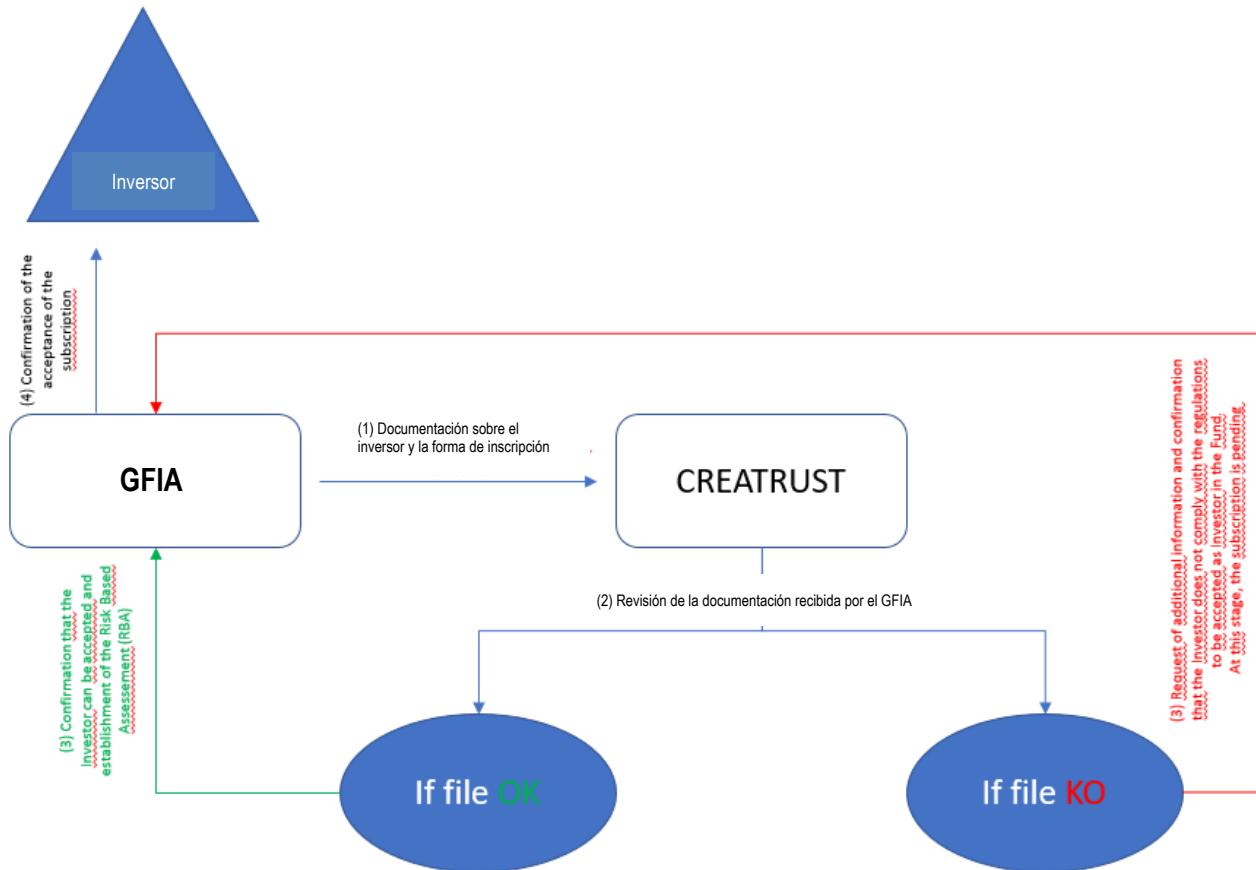 Inversor
(4) Confirmation of the
acceptance of the
subscription
(1) Documentación sobre el
inversor y la forma de inscripción
GFIA
CREATRUST
(2) Revisión de la documentación recibida por el GFIA
(3) Confirmation that the
Investor can be accepted and
establishment of the Risk Based
Assessement (RBA)
(3) Request of additional information and confirmation
that the Investor does not comply with the regulations
to be accepted as Investor in the Fund.
At this stage, the subscription is pending
If file OK
If file KO